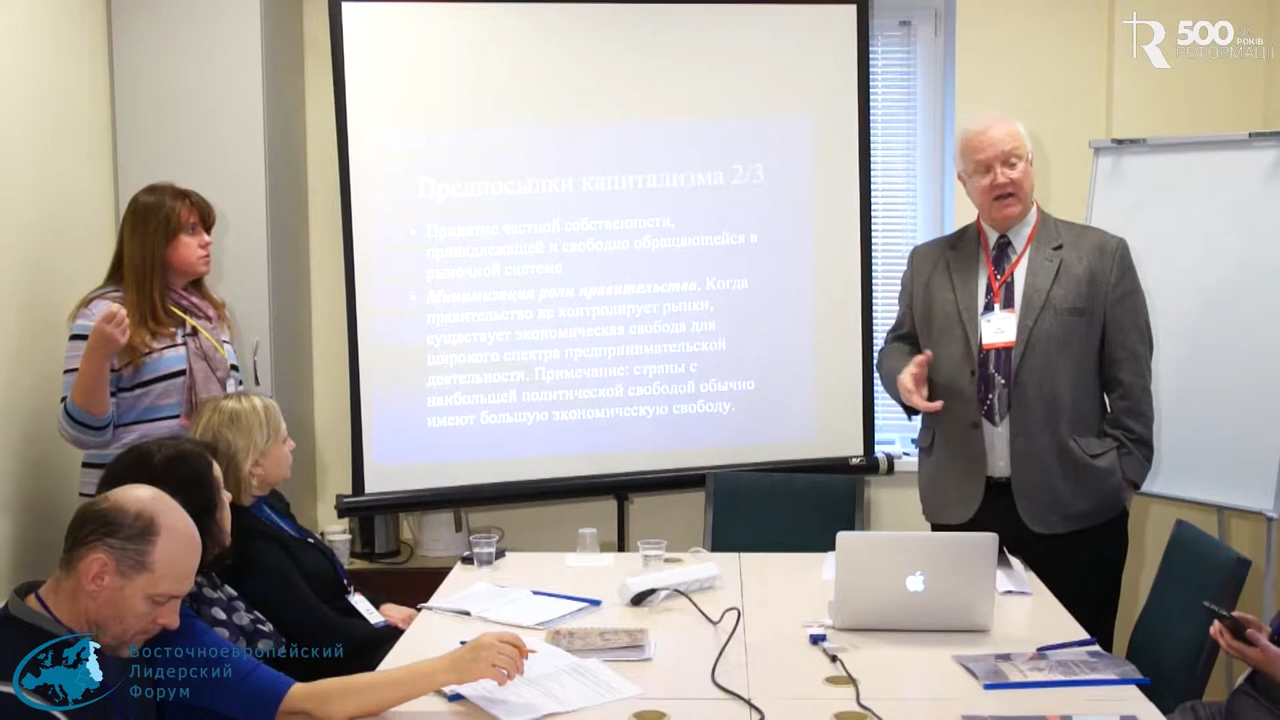 R 500 РОКІВ
РЕФОРМАЦІЇ
Предпосылки капитализма 2/3
• Принятие частной собственности,
принадлежащей и свободно обращающейся в
рыночной системе
• Минимизация роли правительства. Когда
правительство не контролирует рынки,
существует экономическая свобода для
широкого спектра предпринимательской
деятельности. Примечание: страны с
наибольшей политической свободой обычно
имеют большую экономическую свободу.
Восточноевропейский
Лидерский
Форум